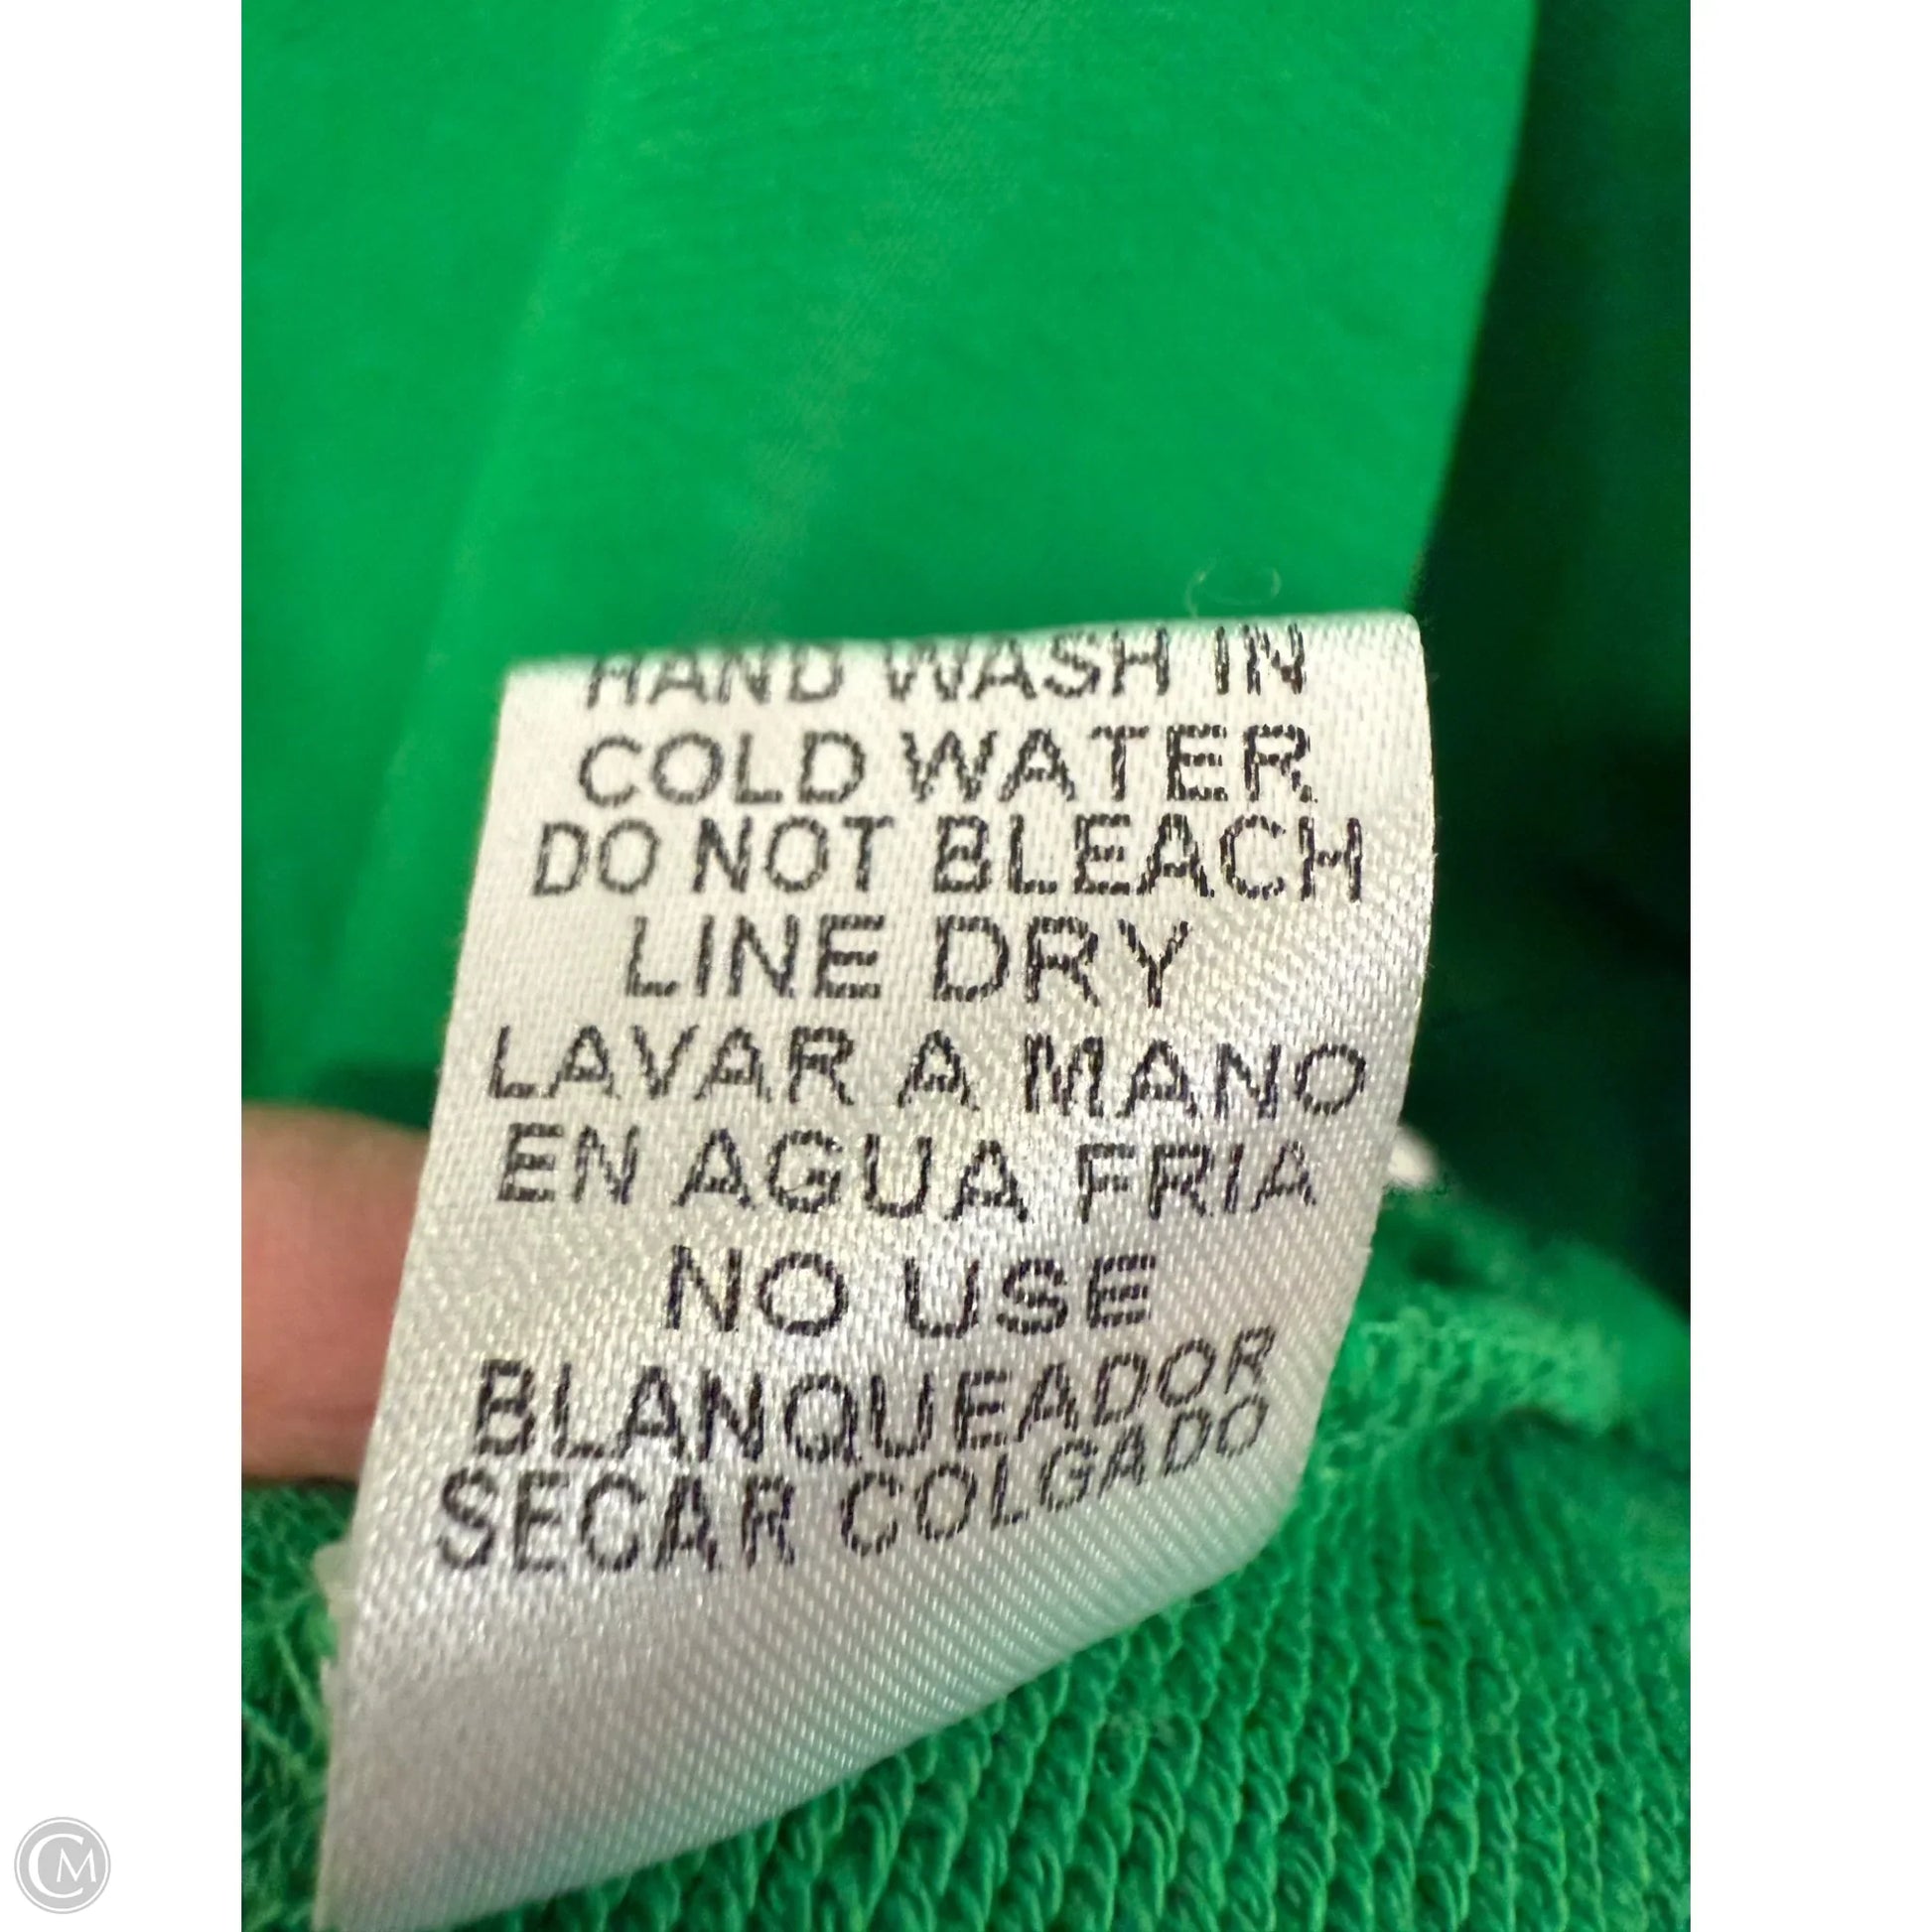 HAND WASH IN
COLD WATER
DO NOT BLEACH
LINE DRY
LAVAR A MANO
EN AGUA FRIA
NO USE
BLANQUEADOR
SECAR COLGADO
CM